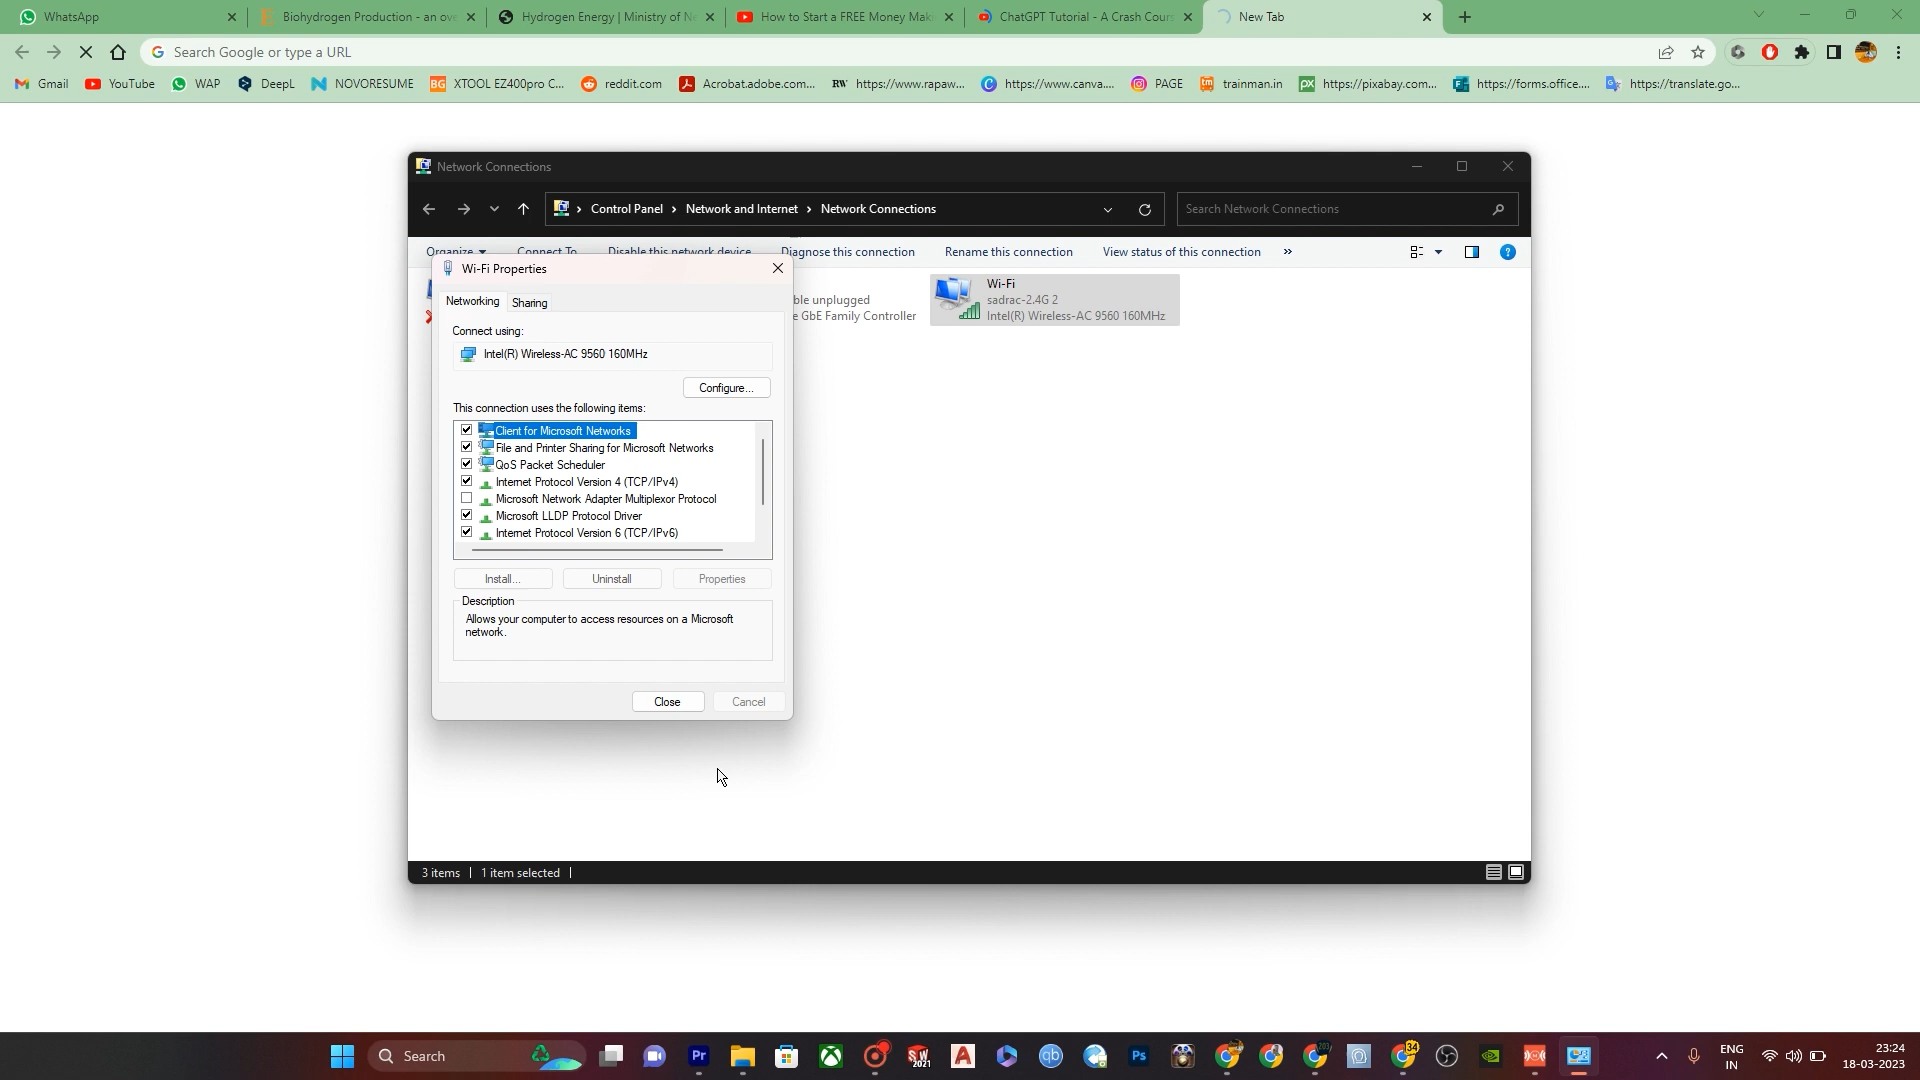 WhatsApp
Biohydrogen Production - an ov
Hydrogen Energy | Ministry of N
How to Start a FREE Money Mak
ChatGPT Tutorial - A Crash Cour
New Tab
Search Google or type a URL
Gmail
YouTube
WAP
DeepL
NOVORESUME
XTOOL EZ400pro C...
reddit.com
Acrobat.adobe.com...
https://www.rapaw...
https://www.canva....
PAGE
trainman.in
https://pixabay.com...
https://forms.office....
https://translate.go...
Network Connections
Control Panel > Network and Internet > Network Connections
Search Network Connections
Organize
Connect To
Disable this network device
Diagnose this connection
Rename this connection
View status of this connection
»
Wi-Fi Properties
Networking
Sharing
Connect using:
Intel(R) Wireless-AC 9560 160MHz
Configure...
This connection uses the following items:
Client for Microsoft Networks
File and Printer Sharing for Microsoft Networks
QoS Packet Scheduler
Internet Protocol Version 4 (TCP/IPv4)
Microsoft Network Adapter Multiplexor Protocol
Microsoft LLDP Protocol Driver
Internet Protocol Version 6 (TCP/IPv6)
Install...
Uninstall
Properties
Description
Allows your computer to access resources on a Microsoft
network.
Close
Cancel
ble unplugged
e GbE Family Controller
Wi-Fi
sadrac-2.4G 2
Intel(R) Wireless-AC 9560 160MHz
3 items
1 item selected
Search
ENG
IN
23:24
18-03-2023